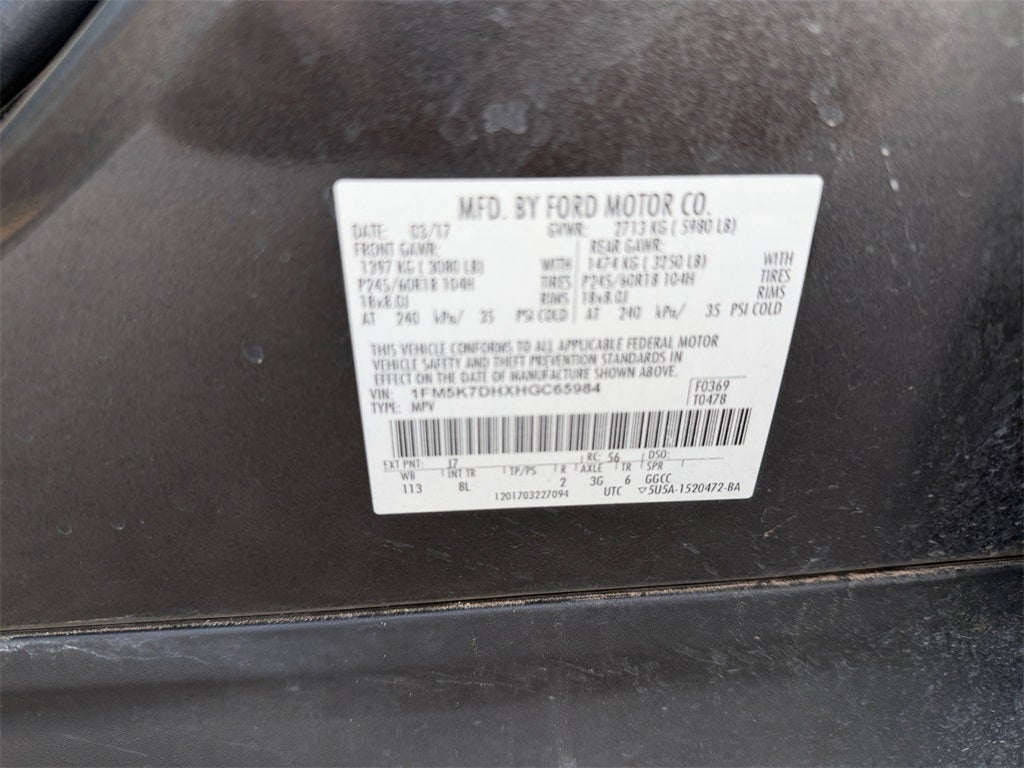 MFD. BY FORD MOTOR CO.
DATE: 03/17 GVWR: 2713 KG ( 5980 LB)
FRONT GAWR: REAR GAWR:
1397 KG ( 3080 LB) WITH 1474 KG ( 3250 LB) WITH
P245/60R18 104H TIRES P245/60R18 104H TIRES
18x8.0J RIMS 18x8.0J RIMS
AT 240 kPa/ 35 PSI COLD AT 240 kPa/ 35 PSI COLD
THIS VEHICLE CONFORMS TO ALL APPLICABLE FEDERAL MOTOR
VEHICLE SAFETY AND THEFT PREVENTION STANDARDS IN
EFFECT ON THE DATE OF MANUFACTURE SHOWN ABOVE.
VIN: 1FM5K7DHXHGC65984 F0369
TYPE: MPV T0478
EXT PNT: J7 RC: 56 DSO:
WB INT TR TP/PS R AXLE TR SPR
113 8L 2 3G 6 GGCC
1201703227094 UTC ▽5U5A-1520472-BA